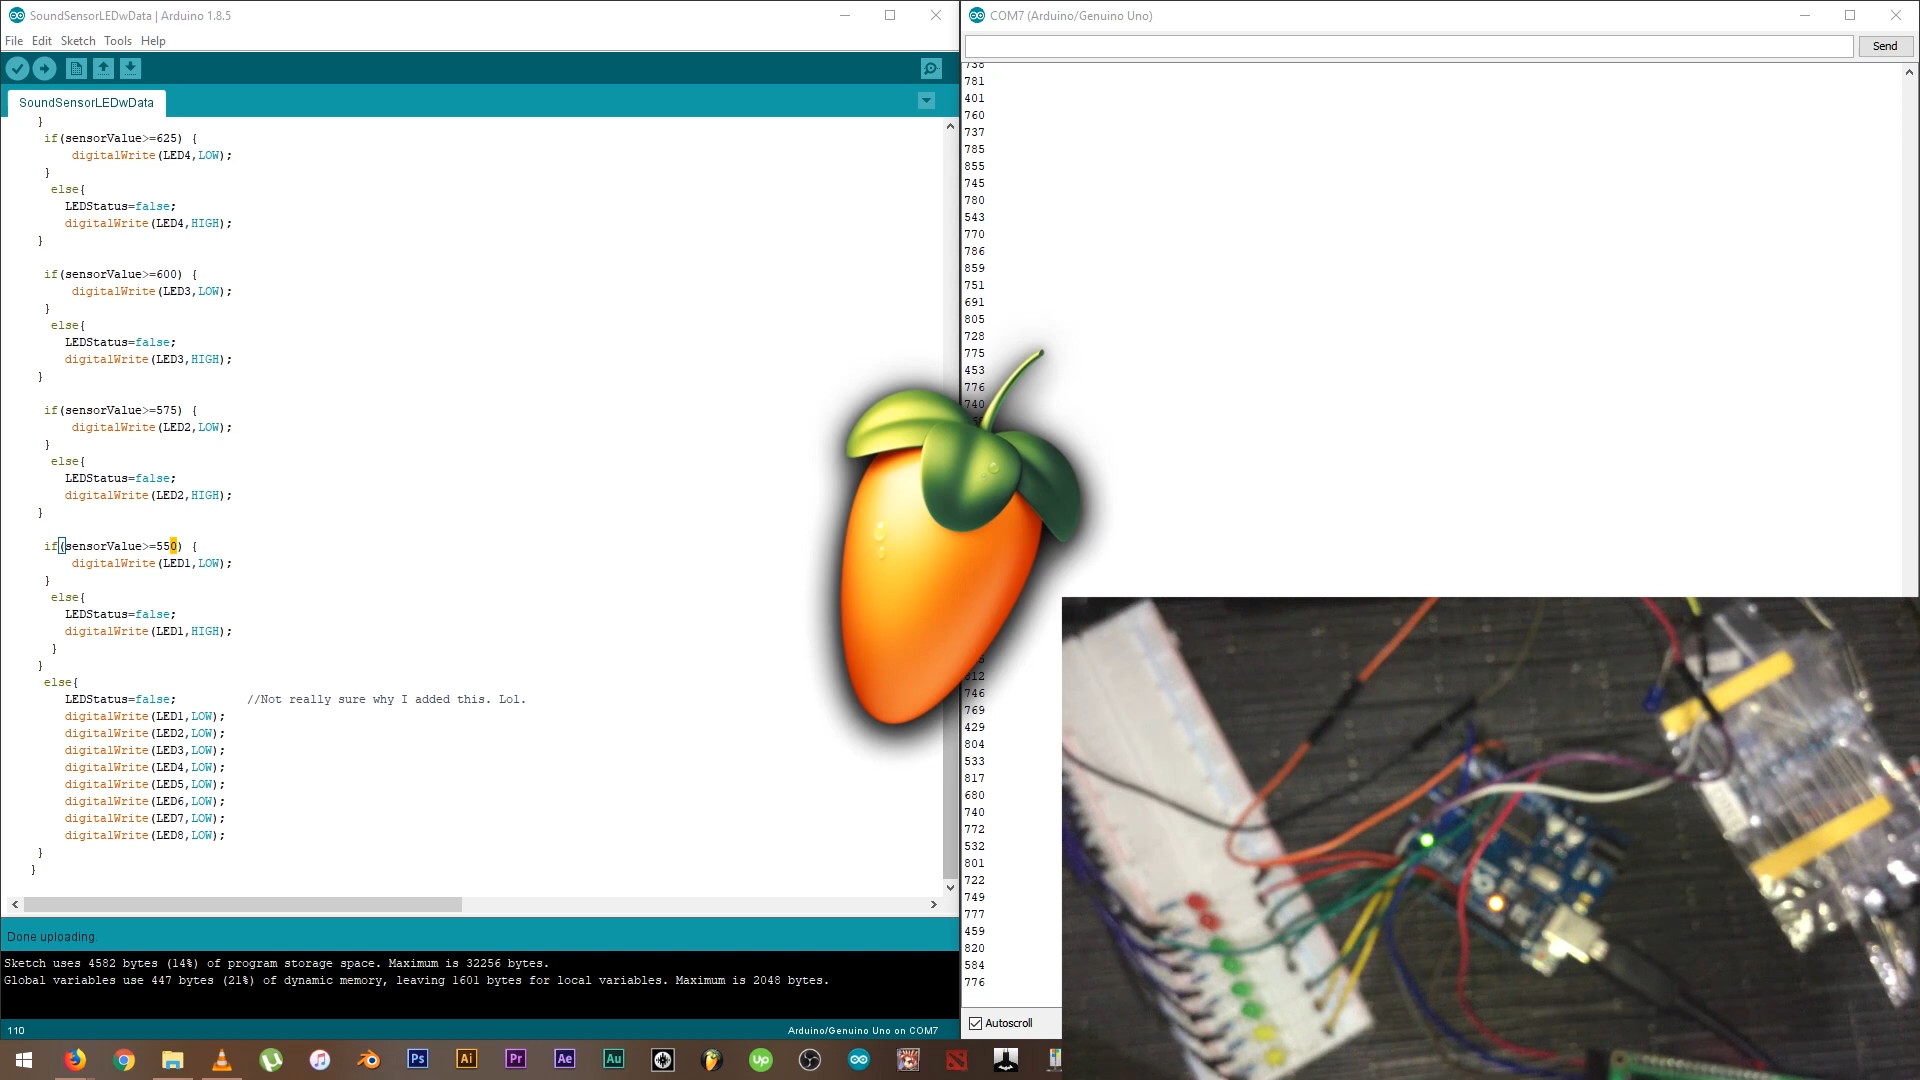 SoundSensorLEDwData | Arduino 1.8.5
File Edit Sketch Tools Help
SoundSensorLEDwData
}
if(sensorValue>=625) {
digitalWrite(LED4,LOW);
}
else{
LEDStatus=false;
digitalWrite(LED4,HIGH);
}
if(sensorValue>=600) {
digitalWrite(LED3,LOW);
}
else{
LEDStatus=false;
digitalWrite(LED3,HIGH);
}
if(sensorValue>=575) {
digitalWrite(LED2,LOW);
}
else{
LEDStatus=false;
digitalWrite(LED2,HIGH);
}
if(sensorValue>=550) {
digitalWrite(LED1,LOW);
}
else{
LEDStatus=false;
digitalWrite(LED1,HIGH);
}
}
else{
LEDStatus=false; //Not really sure why I added this. Lol.
digitalWrite(LED1,LOW);
digitalWrite(LED2,LOW);
digitalWrite(LED3,LOW);
digitalWrite(LED4,LOW);
digitalWrite(LED5,LOW);
digitalWrite(LED6,LOW);
digitalWrite(LED7,LOW);
digitalWrite(LED8,LOW);
}
}
Done uploading.
Sketch uses 4582 bytes (14%) of program storage space. Maximum is 32256 bytes.
Global variables use 447 bytes (21%) of dynamic memory, leaving 1601 bytes for local variables. Maximum is 2048 bytes.
110
Arduino/Genuino Uno on COM7
COM7 (Arduino/Genuino Uno)
Send
738
781
401
760
737
785
855
745
780
543
770
786
859
751
691
805
728
775
453
776
740
812
746
769
429
804
533
817
680
740
772
532
801
722
749
777
459
820
584
776
Autoscroll
Ps Ai Pr Ae Au Up